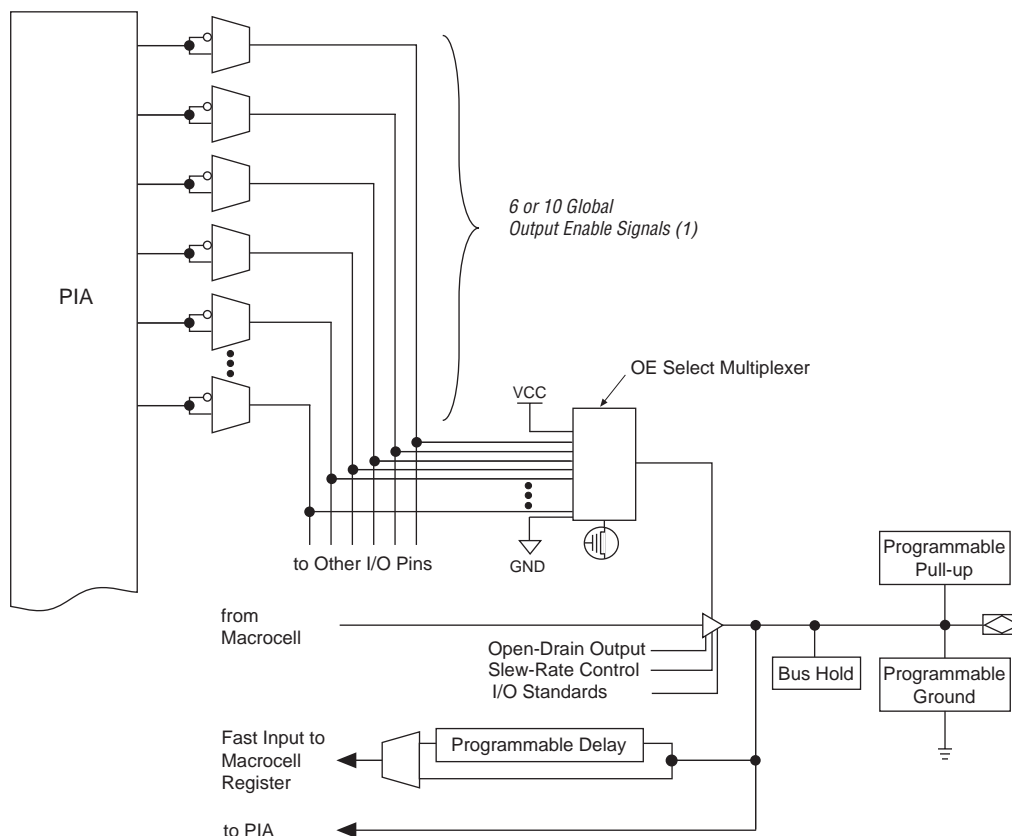 PIA
6 or 10 Global
Output Enable Signals (1)
OE Select Multiplexer
VCC
GND
to Other I/O Pins
from
Macrocell
Open-Drain Output
Slew-Rate Control
I/O Standards
Programmable
Pull-up
Bus Hold
Programmable
Ground
Fast Input to
Macrocell
Register
Programmable Delay
to PIA